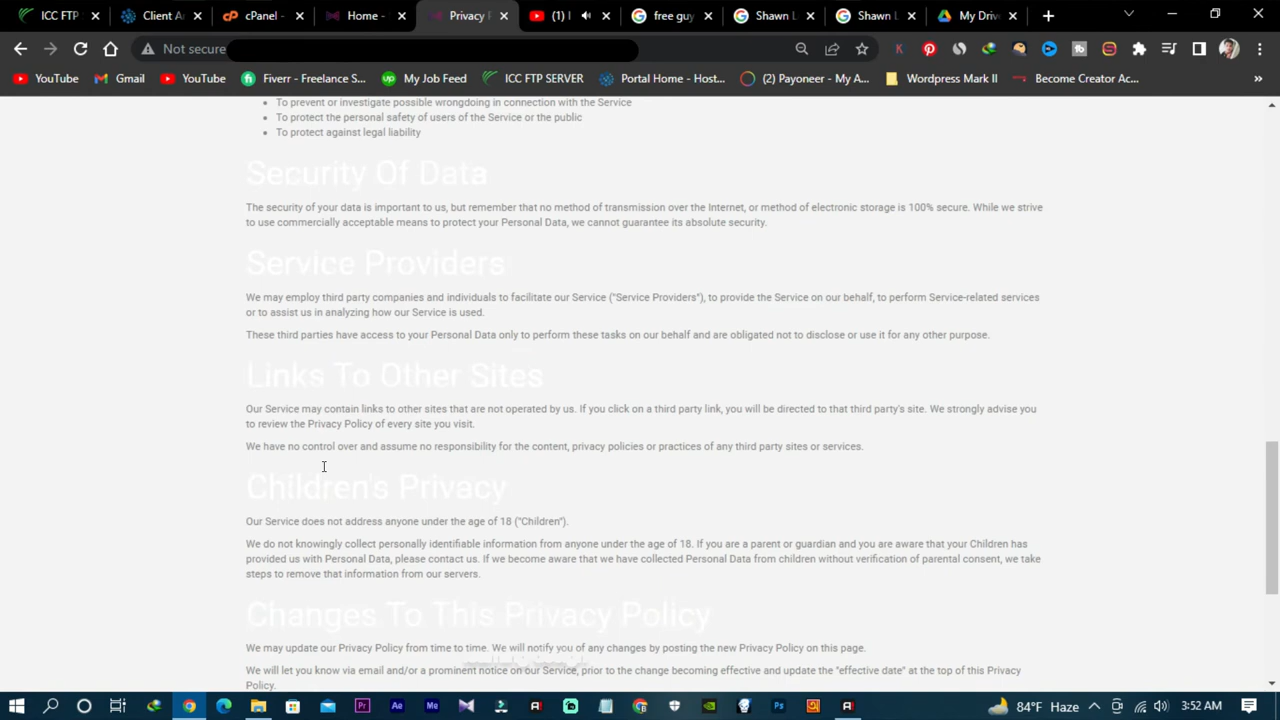 ICC FTP
Client A
cPanel -
Home -
Privacy
(1)
free guy
Shawn L
Shawn L
My Driv
Not secure
YouTube
Gmail
YouTube
Fiverr - Freelance S...
My Job Feed
ICC FTP SERVER
Portal Home - Host...
(2) Payoneer - My A...
Wordpress Mark II
Become Creator Ac...
To prevent or investigate possible wrongdoing in connection with the Service
To protect the personal safety of users of the Service or the public
To protect against legal liability
Security Of Data
The security of your data is important to us, but remember that no method of transmission over the Internet, or method of electronic storage is 100% secure. While we strive
to use commercially acceptable means to protect your Personal Data, we cannot guarantee its absolute security.
Service Providers
We may employ third party companies and individuals to facilitate our Service ("Service Providers"), to provide the Service on our behalf, to perform Service-related services
or to assist us in analyzing how our Service is used.
These third parties have access to your Personal Data only to perform these tasks on our behalf and are obligated not to disclose or use it for any other purpose.
Links To Other Sites
Our Service may contain links to other sites that are not operated by us. If you click on a third party link, you will be directed to that third party's site. We strongly advise you
to review the Privacy Policy of every site you visit.
We have no control over and assume no responsibility for the content, privacy policies or practices of any third party sites or services.
Children's Privacy
Our Service does not address anyone under the age of 18 ("Children").
We do not knowingly collect personally identifiable information from anyone under the age of 18. If you are a parent or guardian and you are aware that your Children has
provided us with Personal Data, please contact us. If we become aware that we have collected Personal Data from children without verification of parental consent, we take
steps to remove that information from our servers.
Changes To This Privacy Policy
We may update our Privacy Policy from time to time. We will notify you of any changes by posting the new Privacy Policy on this page.
We will let you know via email and/or a prominent notice on our Service, prior to the change becoming effective and update the "effective date" at the top of this Privacy
Policy.
84°F Haze
3:52 AM